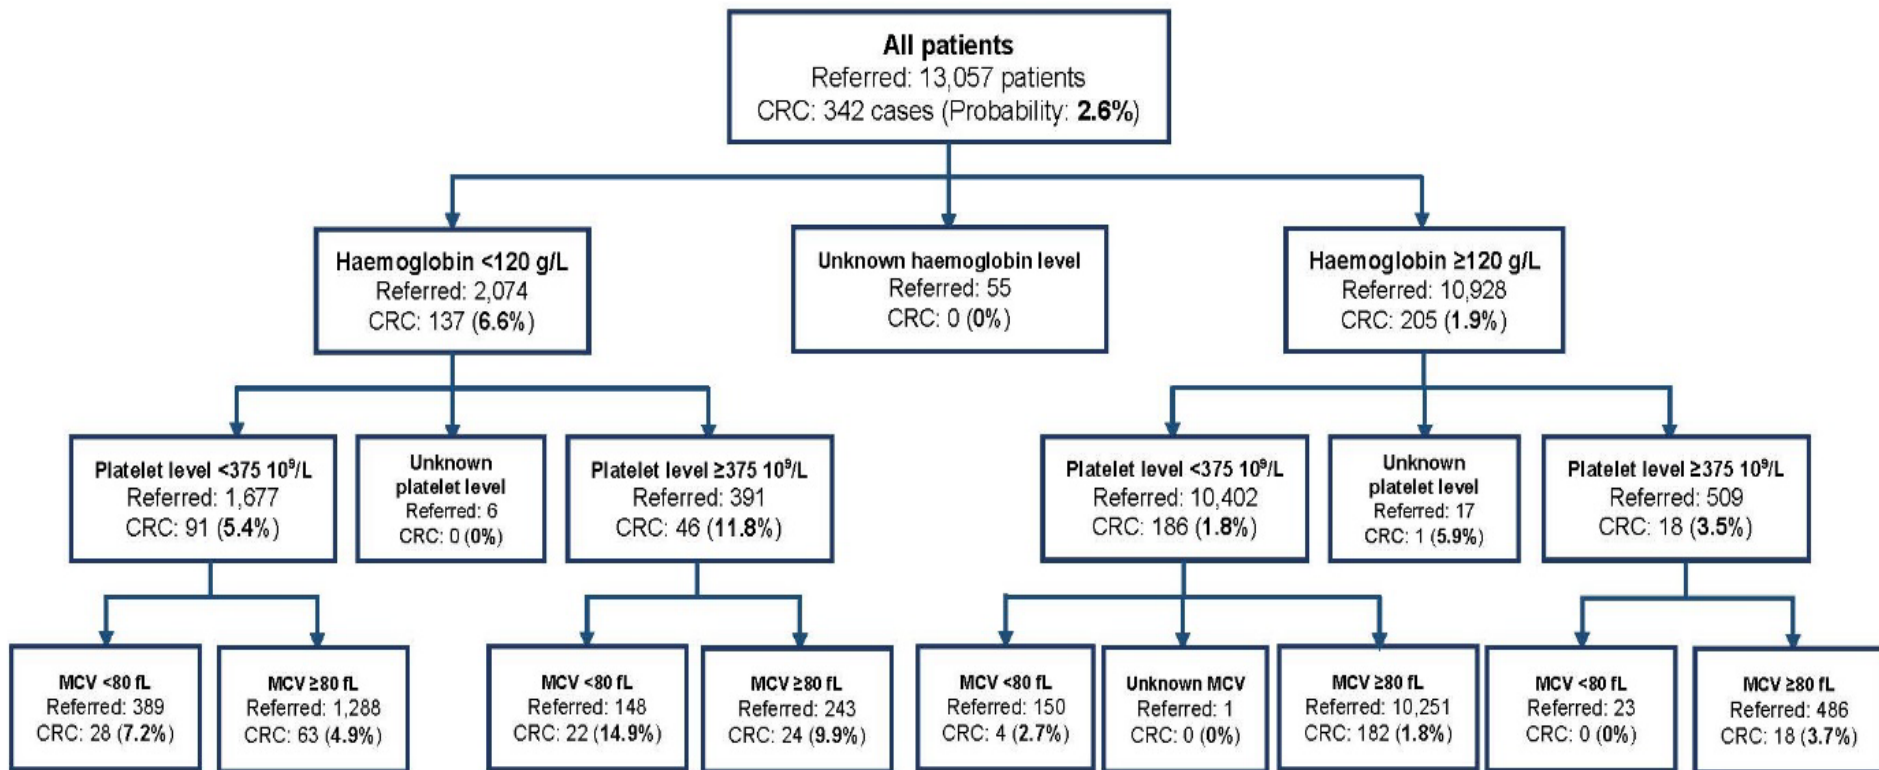 All patients
Referred: 13,057 patients
CRC: 342 cases (Probability: 2.6%)
Haemoglobin <120 g/L
Referred: 2,074
CRC: 137 (6.6%)
Unknown haemoglobin level
Referred: 55
CRC: 0 (0%)
Haemoglobin ≥120 g/L
Referred: 10,928
CRC: 205 (1.9%)
Platelet level <375 10⁹/L
Referred: 1,677
CRC: 91 (5.4%)
Unknown
platelet level
Referred: 6
CRC: 0 (0%)
Platelet level ≥375 10⁹/L
Referred: 391
CRC: 46 (11.8%)
Platelet level <375 10⁹/L
Referred: 10,402
CRC: 186 (1.8%)
Unknown
platelet level
Referred: 17
CRC: 1 (5.9%)
Platelet level ≥375 10⁹/L
Referred: 509
CRC: 18 (3.5%)
MCV <80 fL
Referred: 389
CRC: 28 (7.2%)
MCV ≥80 fL
Referred: 1,288
CRC: 63 (4.9%)
MCV <80 fL
Referred: 148
CRC: 22 (14.9%)
MCV ≥80 fL
Referred: 243
CRC: 24 (9.9%)
MCV <80 fL
Referred: 150
CRC: 4 (2.7%)
Unknown MCV
Referred: 1
CRC: 0 (0%)
MCV ≥80 fL
Referred: 10,251
CRC: 182 (1.8%)
MCV <80 fL
Referred: 23
CRC: 0 (0%)
MCV ≥80 fL
Referred: 486
CRC: 18 (3.7%)